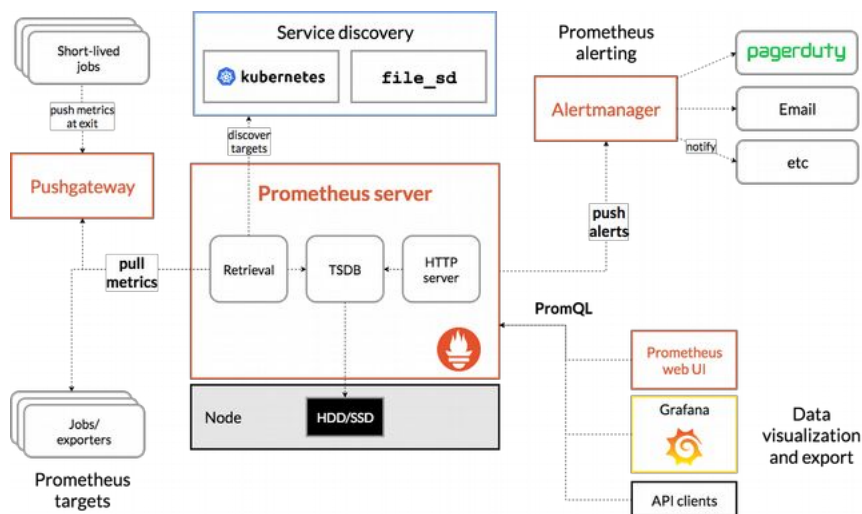 Short-lived
jobs
push metrics
at exit
Pushgateway
Service discovery
kubernetes
file_sd
discover
targets
Prometheus
alerting
Alertmanager
pagerduty
Email
notify
etc
Prometheus server
Retrieval
TSDB
HTTP
server
pull
metrics
push
alerts
PromQL
Node
HDD/SSD
Jobs/
exporters
Prometheus
targets
Prometheus
web UI
Grafana
API clients
Data
visualization
and export